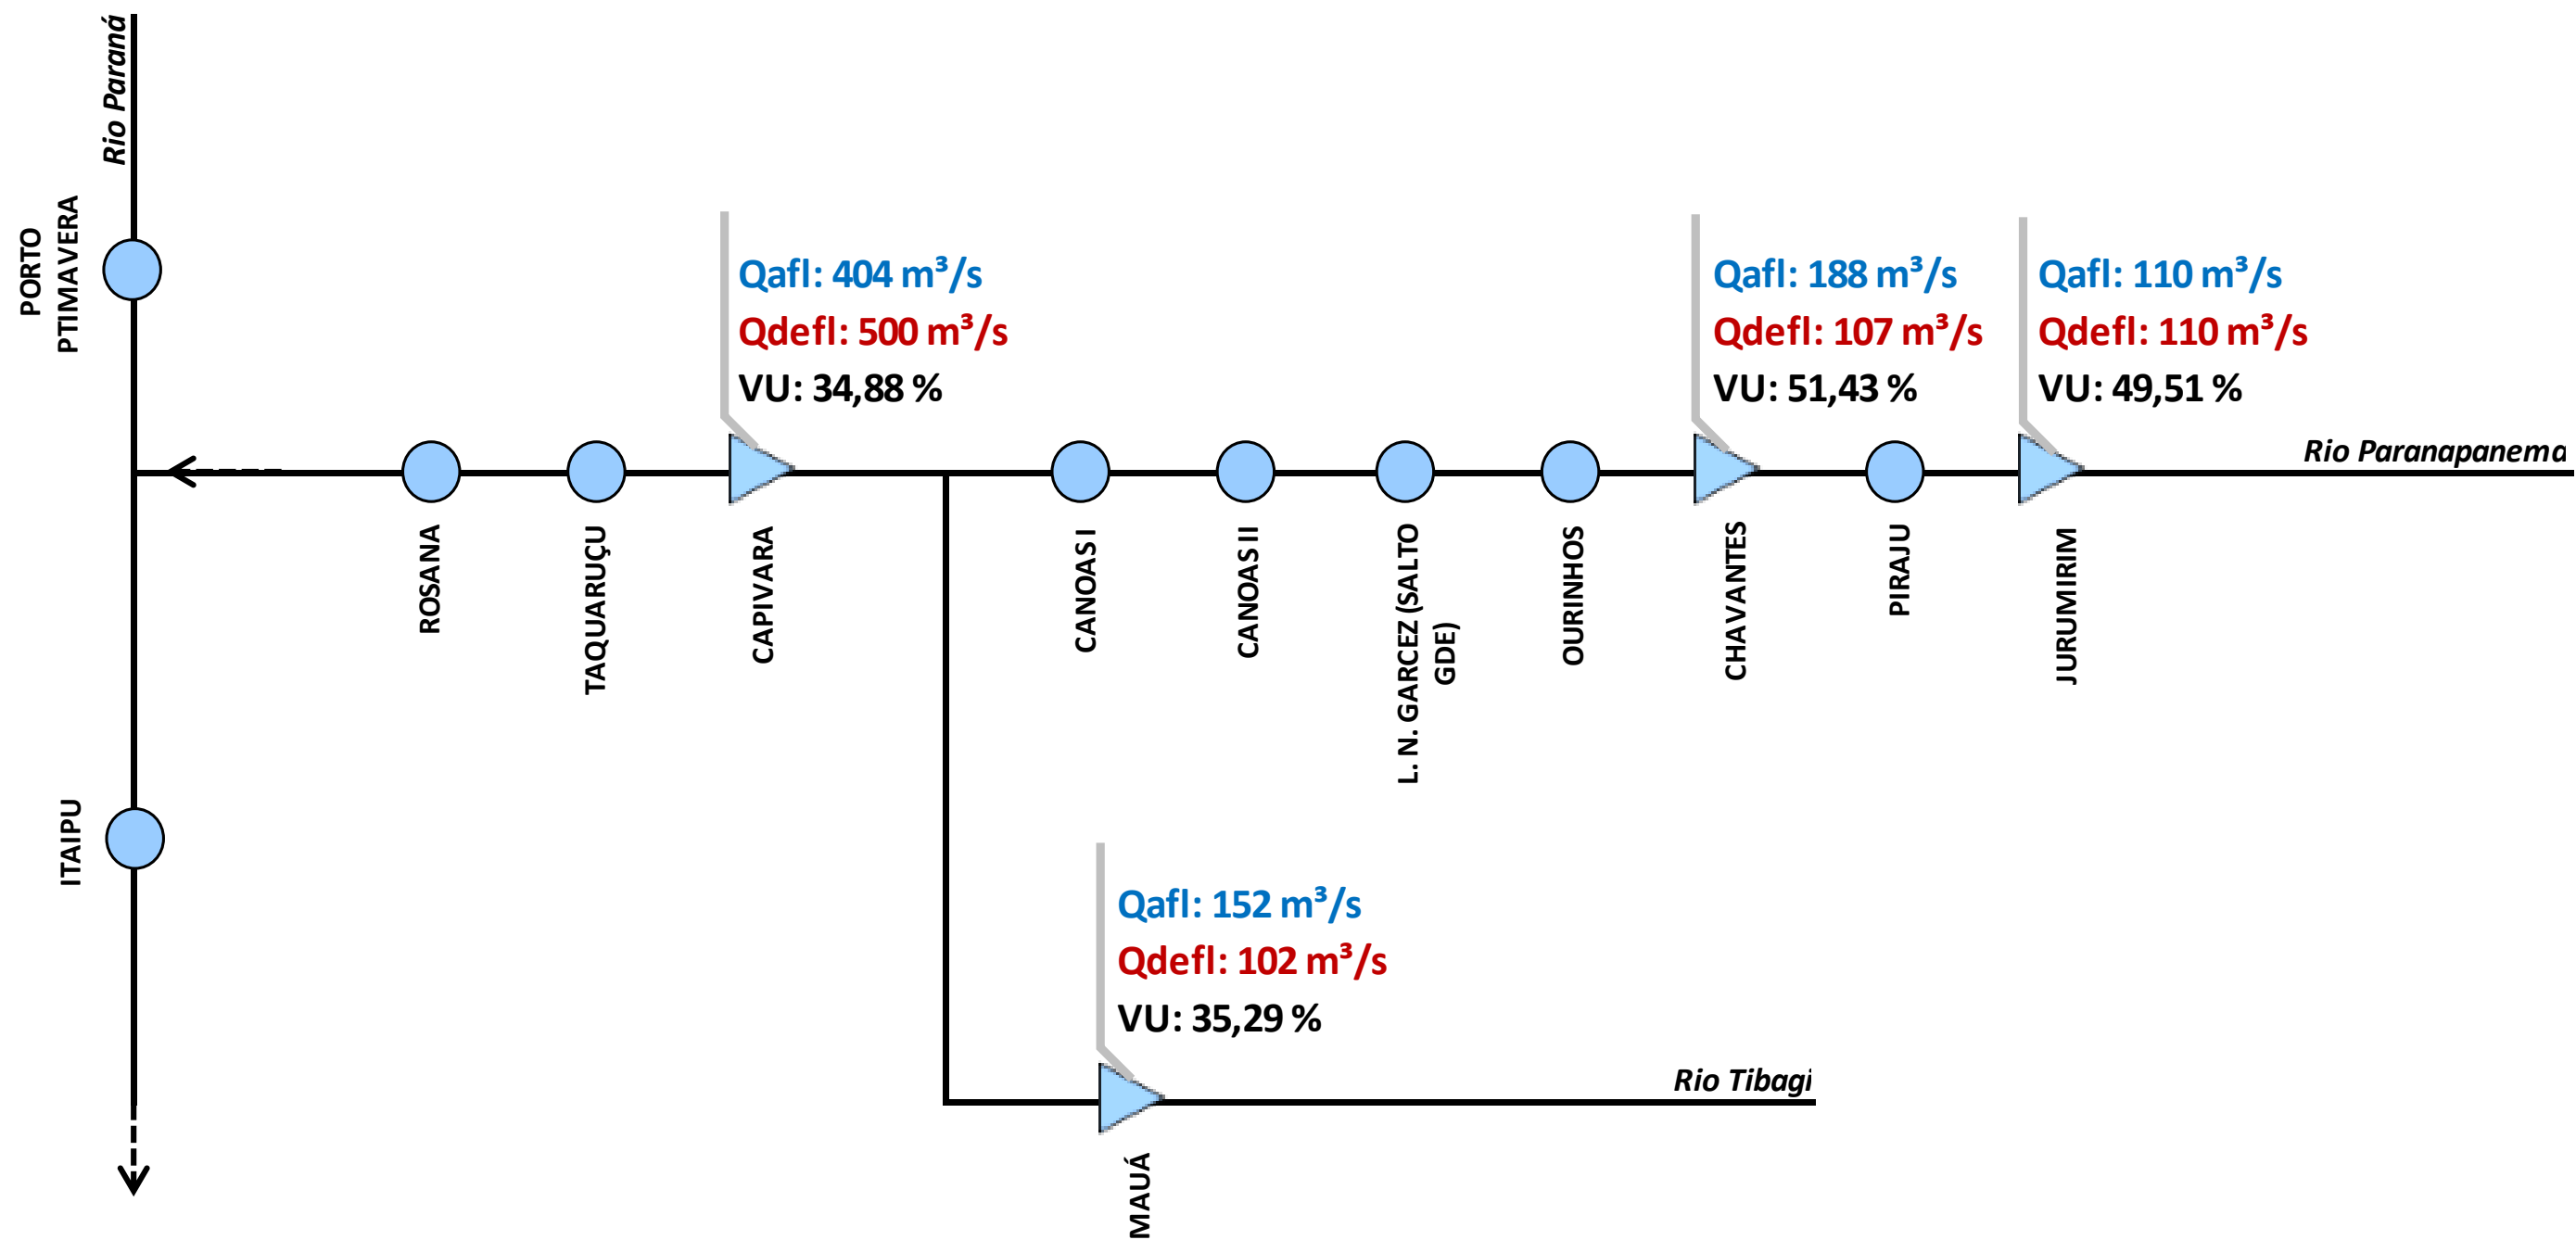 Rio Paraná
PORTO
PTIMAVERA
Qafl: 404 m³/s
Qdefl: 500 m³/s
VU: 34,88 %
Qafl: 188 m³/s
Qdefl: 107 m³/s
VU: 51,43 %
Qafl: 110 m³/s
Qdefl: 110 m³/s
VU: 49,51 %
Rio Paranapanema
ROSANA
TAQUARUÇU
CAPIVARA
CANOAS I
CANOAS II
L. N. GARCEZ (SALTO
GDE)
OURINHOS
CHAVANTES
PIRAJU
JURUMIRIM
ITAIPU
Qafl: 152 m³/s
Qdefl: 102 m³/s
VU: 35,29 %
Rio Tibagi
MAUÁ